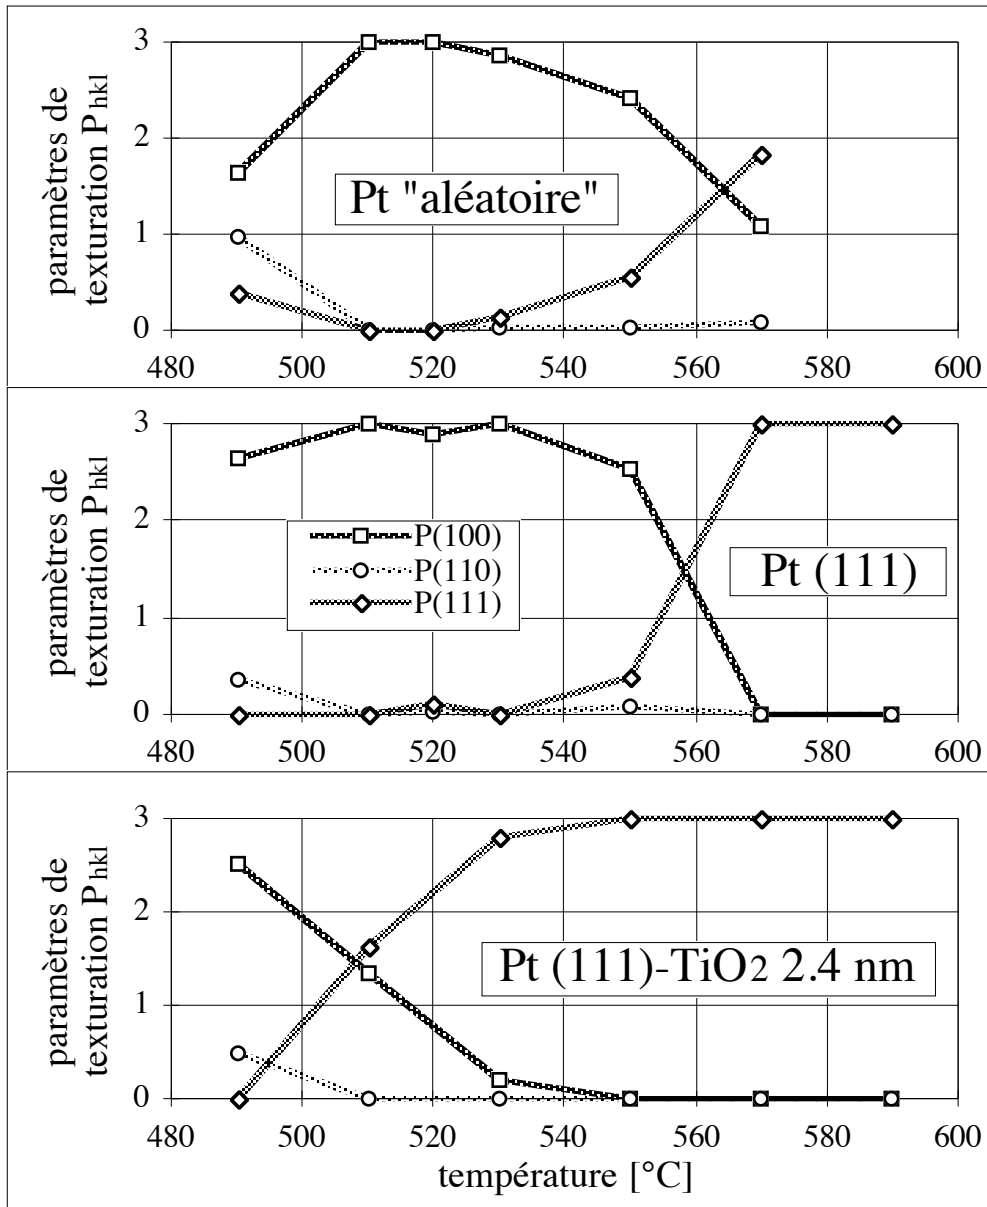 paramètres de
texturation Phkl
3
2
1
0
Pt "aléatoire"
480 500 520 540 560 580 600
paramètres de
texturation Phkl
3
2
1
0
P(100)
P(110)
P(111)
Pt (111)
480 500 520 540 560 580 600
paramètres de
texturation Phkl
3
2
1
0
Pt (111)-TiO2 2.4 nm
480 500 520 540 560 580 600
température [°C]